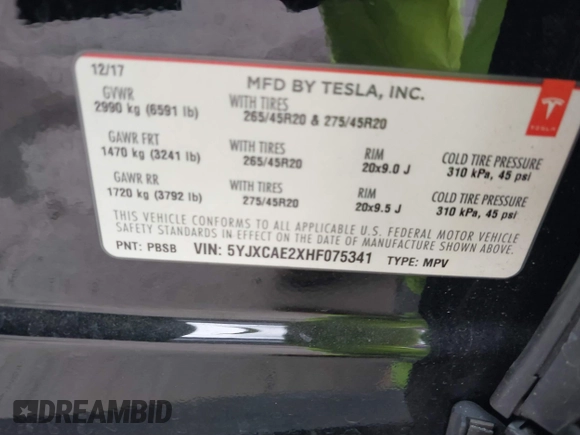 12/17
MFD BY TESLA, INC.
GVWR
2990 kg (6591 lb)
WITH TIRES
265/45R20 & 275/45R20
TESLA
GAWR FRT
1470 kg (3241 lb)
WITH TIRES
265/45R20
RIM
20x9.0 J
COLD TIRE PRESSURE
310 kPa, 45 psi
GAWR RR
1720 kg (3792 lb)
WITH TIRES
275/45R20
RIM
20x9.5 J
COLD TIRE PRESSURE
310 kPa, 45 psi
THIS VEHICLE CONFORMS TO ALL APPLICABLE U.S. FEDERAL MOTOR VEHICLE
SAFETY STANDARDS IN EFFECT ON THE DATE OF MANUFACTURE SHOWN ABOVE.
PNT: PBSB VIN: 5YJXCAE2XHF075341 TYPE: MPV
DREAMBID